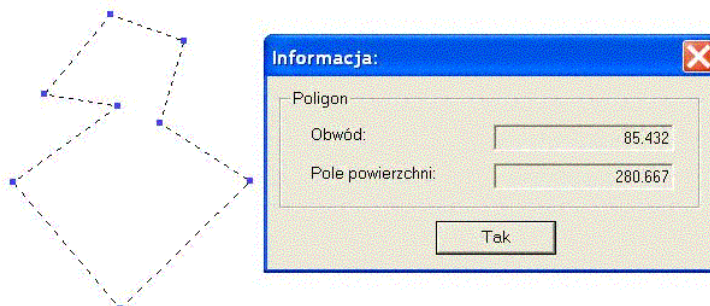 Informacja:
Poligon
Obwód: 85.432
Pole powierzchni: 280.667
Tak